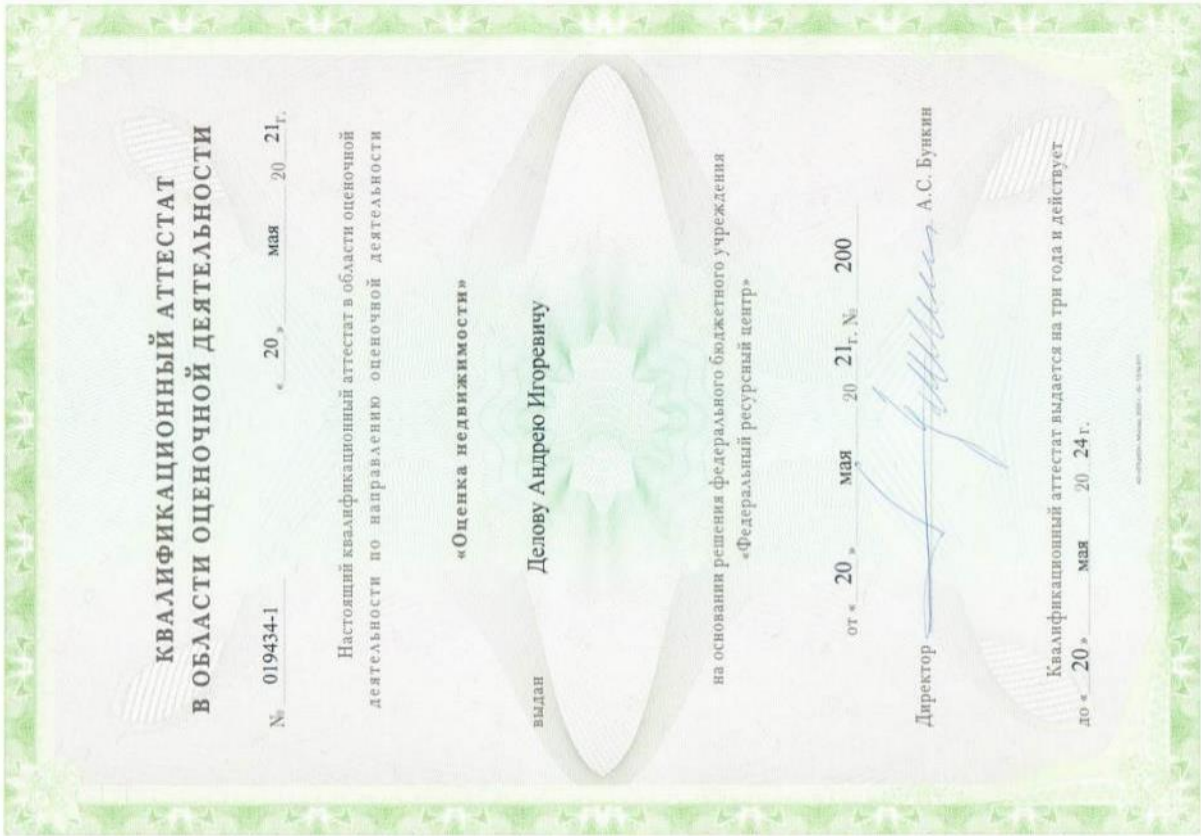 КВАЛИФИКАЦИОННЫЙ АТТЕСТАТ
В ОБЛАСТИ ОЦЕНОЧНОЙ ДЕЯТЕЛЬНОСТИ
№ 019434-1 « 20 » мая 20 21 г.
Настоящий квалификационный аттестат в области оценочной
деятельности по направлению оценочной деятельности
«Оценка недвижимости»
выдан Делову Андрею Игоревичу
на основании решения федерального бюджетного учреждения
«Федеральный ресурсный центр»
от « 20 » мая 20 21 г. № 200
Директор А.С. Бункин
Квалификационный аттестат выдается на три года и действует
до « 20 » мая 20 24 г.